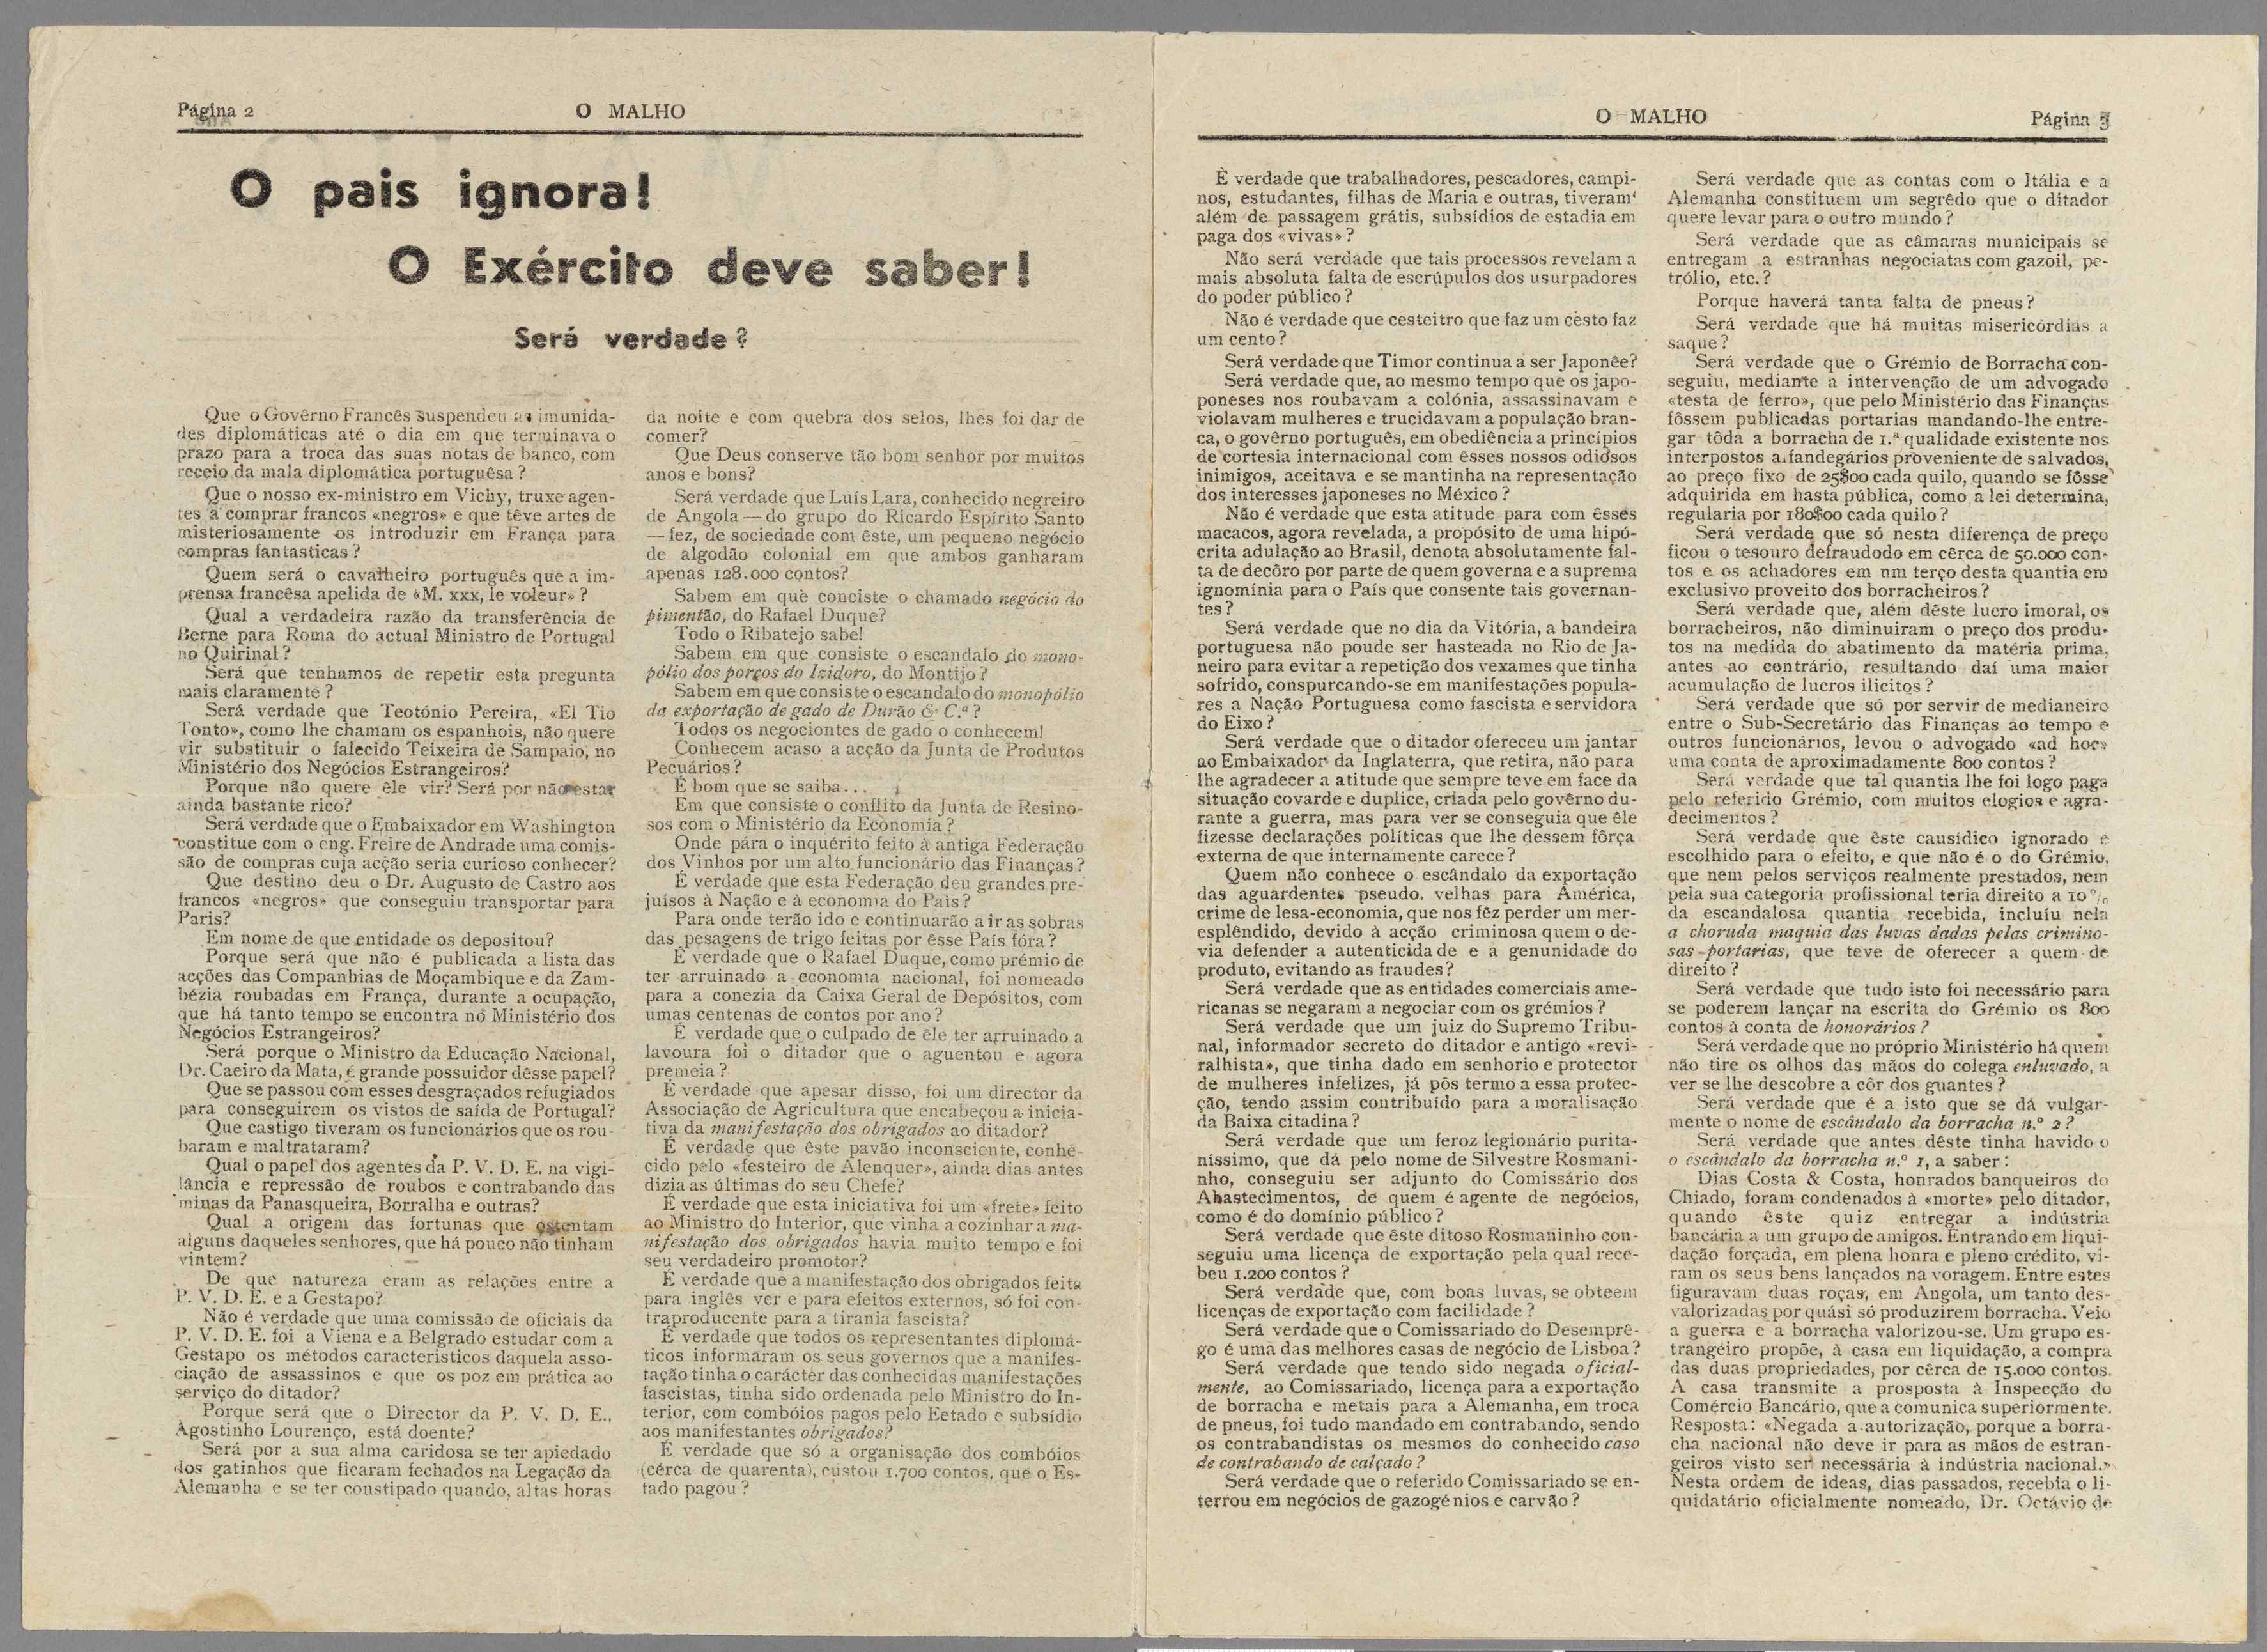 Página 2
O MALHO
O pais ignora!
O Exército deve saber!
Será verdade?
Que o Govêrno Francês suspendeu as imunida-
des diplomáticas até o dia em que terminava o
prazo para a troca das suas notas de banco, com
receio da mala diplomática portuguêsa?
Que o nosso ex-ministro em Vichy, truxe agen-
tes a comprar francos «negros» e que têve artes de
misteriosamente os introduzir em França para
compras fantasticas?
Quem será o cavalheiro português que a im-
prensa francêsa apelida de «M. xxx, le voleur»?
Qual a verdadeira razão da transferência de
Berne para Roma do actual Ministro de Portugal
no Quirinal?
Será que tenhamos de repetir esta pregunta
mais claramente?
Será verdade que Teotónio Pereira, «El Tio
Tonto», como lhe chamam os espanhois, não quere
vir substituir o falecido Teixeira de Sampaio, no
Ministério dos Negócios Estrangeiros?
Porque não quere êle vir? Será por não estar
ainda bastante rico?
Será verdade que o Embaixador em Washington
constitue com o eng. Freire de Andrade uma comis-
são de compras cuja acção seria curioso conhecer?
Que destino deu o Dr. Augusto de Castro aos
francos «negros» que conseguiu transportar para
Paris?
Em nome de que entidade os depositou?
Porque será que não é publicada a lista das
acções das Companhias de Moçambique e da Zam-
bézia roubadas em França, durante a ocupação,
que há tanto tempo se encontra no Ministério dos
Negócios Estrangeiros?
Será porque o Ministro da Educação Nacional,
Dr. Caeiro da Mata, é grande possuidor dêsse papel?
Que se passou com esses desgraçados refugiados
para conseguirem os vistos de saída de Portugal?
Que castigo tiveram os funcionários que os rou-
baram e maltrataram?
Qual o papel dos agentes da P. V. D. E. na vigi-
lância e repressão de roubos e contrabando das
minas da Panasqueira, Borralha e outras?
Qual a origem das fortunas que ostentam
alguns daqueles senhores, que há pouco não tinham
vintem?
De que natureza eram as relações entre a
P. V. D. E. e a Gestapo?
Não é verdade que uma comissão de oficiais da
P. V. D. E. foi a Viena e a Belgrado estudar com a
Gestapo os métodos caracteristicos daquela asso-
ciação de assassinos e que os poz em prática ao
serviço do ditador?
Porque será que o Director da P. V. D. E.,
Agostinho Lourenço, está doente?
Será por a sua alma caridosa se ter apiedado
dos gatinhos que ficaram fechados na Legação da
Alemanha e se ter constipado quando, altas horas
da noite e com quebra dos selos, lhes foi dar de
comer?
Que Deus conserve tão bom senhor por muitos
anos e bons?
Será verdade que Luís Lara, conhecido negreiro
de Angola — do grupo do Ricardo Espírito Santo
— fez, de sociedade com êste, um pequeno negócio
de algodão colonial em que ambos ganharam
apenas 128.000 contos?
Sabem em què conciste o chamado negócio do
pimentão, do Rafael Duque?
Todo o Ribatejo sabe!
Sabem em que consiste o escandalo do mono-
pólio dos porços do Izidoro, do Montijo?
Sabem em que consiste o escandalo do monopólio
da exportação de gado de Durão & C.ª?
Todos os negociontes de gado o conhecem!
Conhecem acaso a acção da Junta de Produtos
Pecuários?
É bom que se saiba...
Em que consiste o conflito da Junta de Resino-
sos com o Ministério da Economia?
Onde pára o inquérito feito à antiga Federação
dos Vinhos por um alto funcionário das Finanças?
É verdade que esta Federação deu grandes pre-
juísos à Nação e à economia do Pais?
Para onde terão ido e continuarão a ir as sobras
das pesagens de trigo feitas por êsse País fóra?
É verdade que o Rafael Duque, como prémio de
ter arruinado a economia nacional, foi nomeado
para a conezia da Caixa Geral de Depósitos, com
umas centenas de contos por ano?
É verdade que o culpado de êle ter arruinado a
lavoura foi o ditador que o aguentou e agora
premeia?
É verdade que apesar disso, foi um director da
Associação de Agricultura que encabeçou a inicia-
tiva da manifestação dos obrigados ao ditador?
É verdade que êste pavão inconsciente, conhe-
cido pelo «festeiro de Alenquer», ainda dias antes
dizia as últimas do seu Chefe?
É verdade que esta iniciativa foi um «frete» feito
ao Ministro do Interior, que vinha a cozinhar a ma-
nifestação dos obrigados havia muito tempo e foi
seu verdadeiro promotor?
É verdade que a manifestação dos obrigados feita
para inglês ver e para efeitos externos, só foi con-
traproducente para a tirania fascista?
É verdade que todos os representantes diplomá-
ticos informaram os seus governos que a manifes-
tação tinha o carácter das conhecidas manifestações
fascistas, tinha sido ordenada pelo Ministro do In-
terior, com combóios pagos pelo Eetado e subsídio
aos manifestantes obrigados?
É verdade que só a organisação dos combóios
(cérca de quarenta), custou 1.700 contos, que o Es-
tado pagou?
O MALHO
Página 3
È verdade que trabalhadores, pescadores, campi-
nos, estudantes, filhas de Maria e outras, tiveram'
além de passagem grátis, subsídios de estadia em
paga dos «vivas»?
Não será verdade que tais processos revelam a
mais absoluta falta de escrúpulos dos usurpadores
do poder público?
Não é verdade que cesteitro que faz um cèsto faz
um cento?
Será verdade que Timor continua a ser Japonêe?
Será verdade que, ao mesmo tempo que os japo-
poneses nos roubavam a colónia, assassinavam e
violavam mulheres e trucidavam a população bran-
ca, o govêrno português, em obediência a princípios
de cortesia internacional com êsses nossos odiosos
inimigos, aceitava e se mantinha na representação
dos interesses japoneses no México?
Não é verdade que esta atitude para com êsses
macacos, agora revelada, a propósito de uma hipó-
crita adulação ao Brasil, denota absolutamente fal-
ta de decôro por parte de quem governa e a suprema
ignomínia para o País que consente tais governan-
tes?
Será verdade que no dia da Vitória, a bandeira
portuguesa não poude ser hasteada no Rio de Ja-
neiro para evitar a repetição dos vexames que tinha
sofrido, conspurcando-se em manifestações popula-
res a Nação Portuguesa como fascista e servidora
do Eixo?
Será verdade que o ditador ofereceu um jantar
ao Embaixador da Inglaterra, que retira, não para
lhe agradecer a atitude que sempre teve em face da
situação covarde e duplice, criada pelo govêrno du-
rante a guerra, mas para ver se conseguia que êle
fizesse declarações políticas que lhe dessem fôrça
externa de que internamente carece?
Quem não conhece o escândalo da exportação
das aguardentes pseudo. velhas para América,
crime de lesa-economia, que nos fêz perder um mer-
esplêndido, devido à acção criminosa quem o de-
via defender a autenticidade e a genunidade do
produto, evitando as fraudes?
Será verdade que as entidades comerciais ame-
ricanas se negaram a negociar com os grémios?
Será verdade que um juiz do Supremo Tribu-
nal, informador secreto do ditador e antigo «revi-
ralhista», que tinha dado em senhorio e protector
de mulheres infelizes, já pôs termo a essa protec-
ção, tendo assim contribuído para a moralisação
da Baixa citadina?
Será verdade que um feroz legionário purita-
níssimo, que dá pelo nome de Silvestre Rosmani-
nho, conseguiu ser adjunto do Comissário dos
Abastecimentos, de quem é agente de negócios,
como é do domínio público?
Será verdade que êste ditoso Rosmaninho con-
seguiu uma licença de exportação pela qual rece-
beu 1.200 contos?
Será verdade que, com boas luvas, se obteem
licenças de exportação com facilidade?
Será verdade que o Comissariado do Desemprê-
go é uma das melhores casas de negócio de Lisboa?
Será verdade que tendo sido negada oficial-
mente, ao Comissariado, licença para a exportação
de borracha e metais para a Alemanha, em troca
de pneus, foi tudo mandado em contrabando, sendo
os contrabandistas os mesmos do conhecido caso
de contrabando de calçado?
Será verdade que o referido Comissariado se en-
terrou em negócios de gazogénios e carvão?
Será verdade que as contas com o Itália e a
Alemanha constituem um segrêdo que o ditador
quere levar para o outro mundo?
Será verdade que as câmaras municipais se
entregam a estranhas negociatas com gazoil, pe-
trólio, etc.?
Porque haverá tanta falta de pneus?
Será verdade que há muitas misericórdias a
saque?
Será verdade que o Grémio de Borracha con-
seguiu, mediante a intervenção de um advogado
«testa de ferro», que pelo Ministério das Finanças
fôssem publicadas portarias mandando-lhe entre-
gar tôda a borracha de 1.ª qualidade existente nos
interpostos alfandegários proveniente de salvados,
ao preço fixo de 25$00 cada quilo, quando se fôsse
adquirida em hasta pública, como a lei determina,
regularia por 180$00 cada quilo?
Será verdade que só nesta diferença de preço
ficou o tesouro defraudodo em cêrca de 50.000 con-
tos e os achadores em nm terço desta quantia em
exclusivo proveito dos borracheiros?
Será verdade que, além dêste lucro imoral, os
borracheiros, não diminuiram o preço dos produ-
tos na medida do abatimento da matéria prima,
antes ao contrário, resultando daí uma maior
acumulação de lucros ilicitos?
Será verdade que só por servir de medianeiro
entre o Sub-Secretário das Finanças ao tempo e
outros funcionários, levou o advogado «ad hoc»
uma conta de aproximadamente 800 contos?
Será verdade que tal quantia lhe foi logo paga
pelo referido Grémio, com muitos elogios e agra-
decimentos?
Será verdade que êste causídico ignorado e
escolhido para o efeito, e que não é o do Grémio,
que nem pelos serviços realmente prestados, nem
pela sua categoria profissional teria direito a 10%
da escandalosa quantia recebida, incluíu nela
a choruda maquia das luvas dadas pelas crimino-
sas portarias, que teve de oferecer a quem de
direito?
Será verdade que tudo isto foi necessário para
se poderem lançar na escrita do Grémio os 800
contos à conta de honorários?
Será verdade que no próprio Ministério há quem
não tire os olhos das mãos do colega enluvado, a
ver se lhe descobre a côr dos guantes?
Será verdade que é a isto que se dá vulgar-
mente o nome de escândalo da borracha n.º 2?
Será verdade que antes dêste tinha havido o
o escândalo da borracha n.º 1, a saber:
Dias Costa & Costa, honrados banqueiros do
Chiado, foram condenados à «morte» pelo ditador,
quando êste quiz entregar a indústria
bancária a um grupo de amigos. Entrando em liqui-
dação forçada, em plena honra e pleno crédito, vi-
ram os seus bens lançados na voragem. Entre estes
figuravam duas roças, em Angola, um tanto des-
valorizadas por quási só produzirem borracha. Veio
a guerra e a borracha valorizou-se. Um grupo es-
trangeiro propõe, à casa em liquidação, a compra
das duas propriedades, por cêrca de 15.000 contos.
A casa transmite a prosposta à Inspecção do
Comércio Bancário, que a comunica superiormente.
Resposta: «Negada a autorização, porque a borra-
cha nacional não deve ir para as mãos de estran-
geiros visto ser necessária à indústria nacional.»
Nesta ordem de ideas, dias passados, recebia o li-
quidatário oficialmente nomeado, Dr. Octávio de